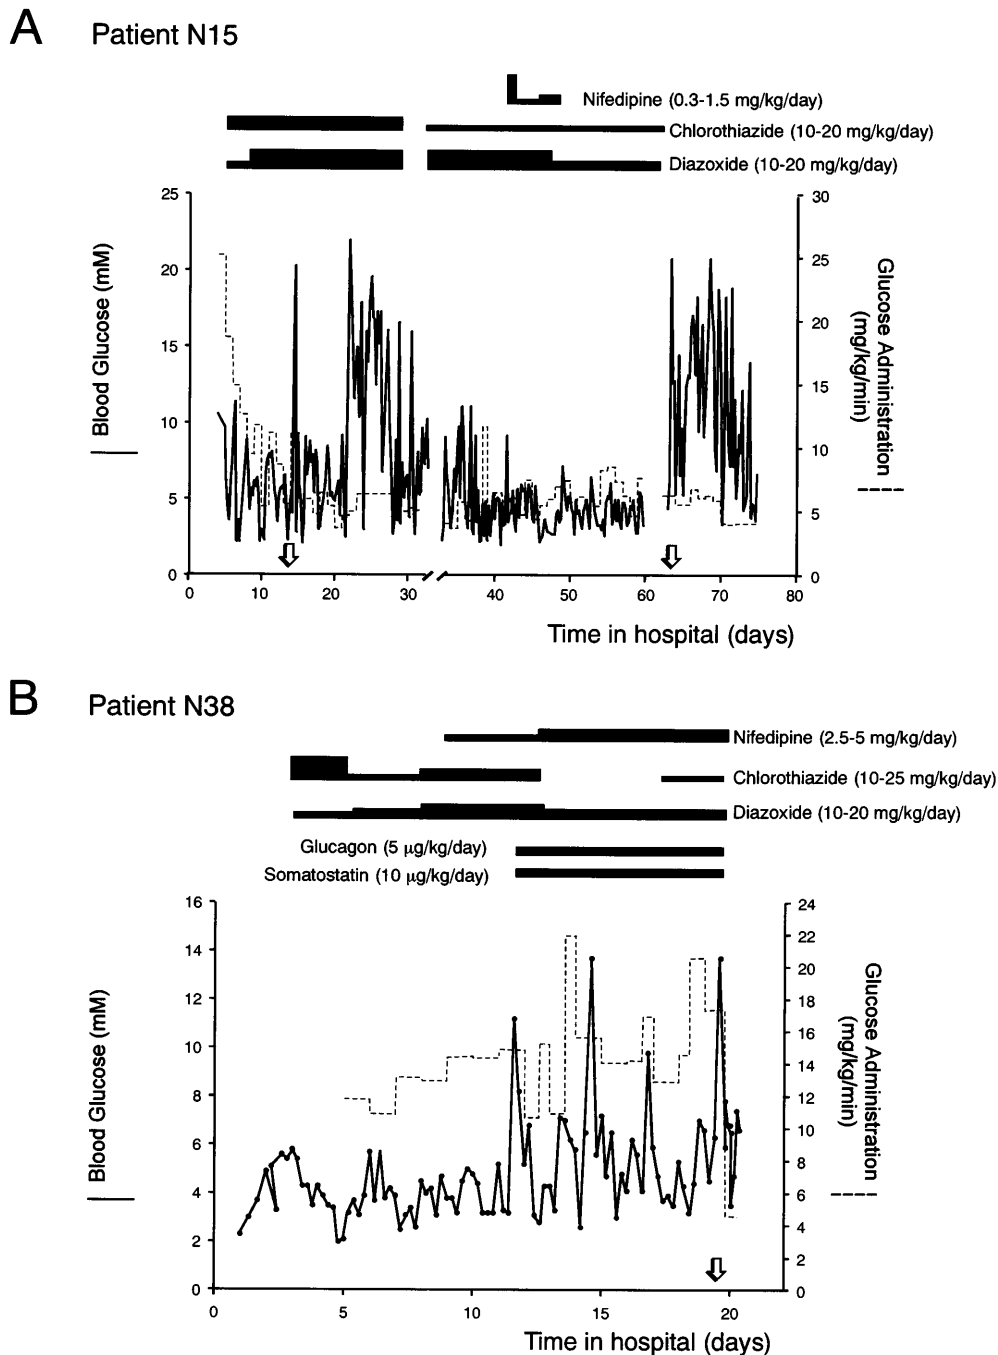 A
Patient N15
Nifedipine (0.3-1.5 mg/kg/day)
Chlorothiazide (10-20 mg/kg/day)
Diazoxide (10-20 mg/kg/day)
25
20
15
10
5
0
Blood Glucose (mM)
30
25
20
15
10
5
0
Glucose Administration
(mg/kg/min)
0
10
20
30
40
50
60
70
80
Time in hospital (days)
B
Patient N38
Nifedipine (2.5-5 mg/kg/day)
Chlorothiazide (10-25 mg/kg/day)
Diazoxide (10-20 mg/kg/day)
Glucagon (5 μg/kg/day)
Somatostatin (10 μg/kg/day)
16
14
12
10
8
6
4
2
0
Blood Glucose (mM)
24
22
20
18
16
14
12
10
8
6
4
2
0
Glucose Administration
(mg/kg/min)
0
5
10
15
20
Time in hospital (days)